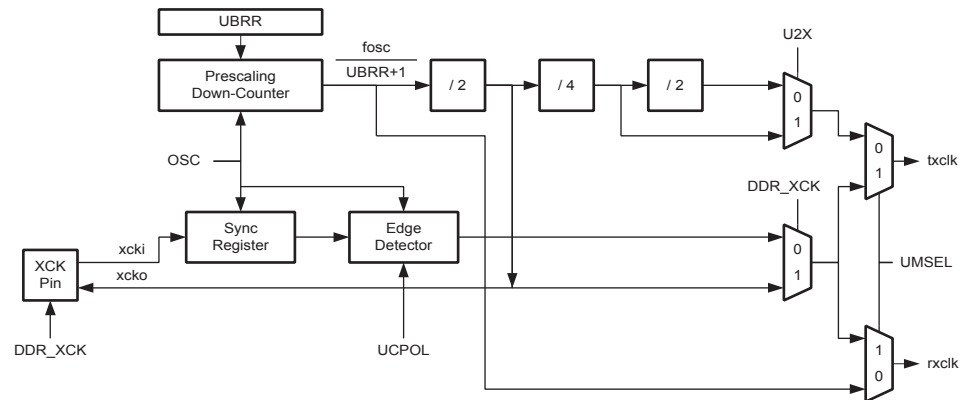 UBRR
fosc
U2X
Prescaling
Down-Counter
UBRR+1
/ 2
/ 4
/ 2
0
1
OSC
0
1
txclk
DDR_XCK
Sync
Register
Edge
Detector
xcki
0
1
XCK
Pin
xcko
UMSEL
DDR_XCK
UCPOL
1
0
rxclk